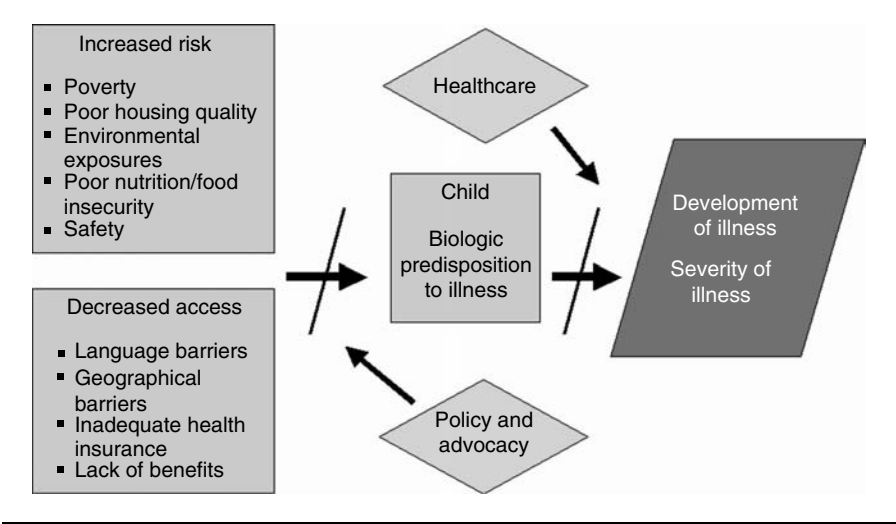 Increased risk
▪ Poverty
▪ Poor housing quality
▪ Environmental
exposures
▪ Poor nutrition/food
insecurity
▪ Safety
Decreased access
▪ Language barriers
▪ Geographical
barriers
▪ Inadequate health
insurance
▪ Lack of benefits
Healthcare
Child
Biologic
predisposition
to illness
Policy and
advocacy
Development
of illness
Severity of
illness